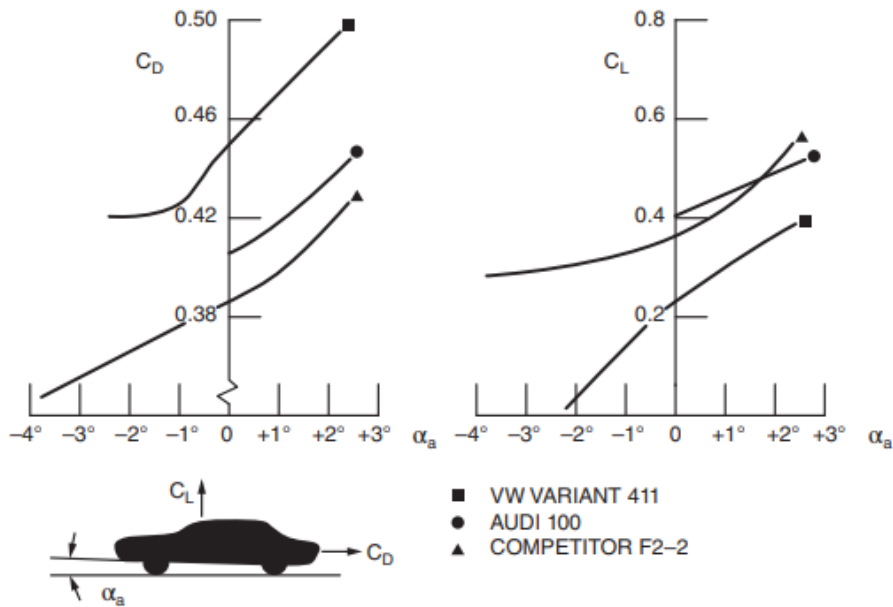 0.50
C_D
0.46
0.42
0.38
–4° –3° –2° –1° 0 +1° +2° +3° α_a
0.8
C_L
0.6
0.4
0.2
–4° –3° –2° –1° 0 +1° +2° +3° α_a
C_L
C_D
α_a
VW VARIANT 411
AUDI 100
COMPETITOR F2–2